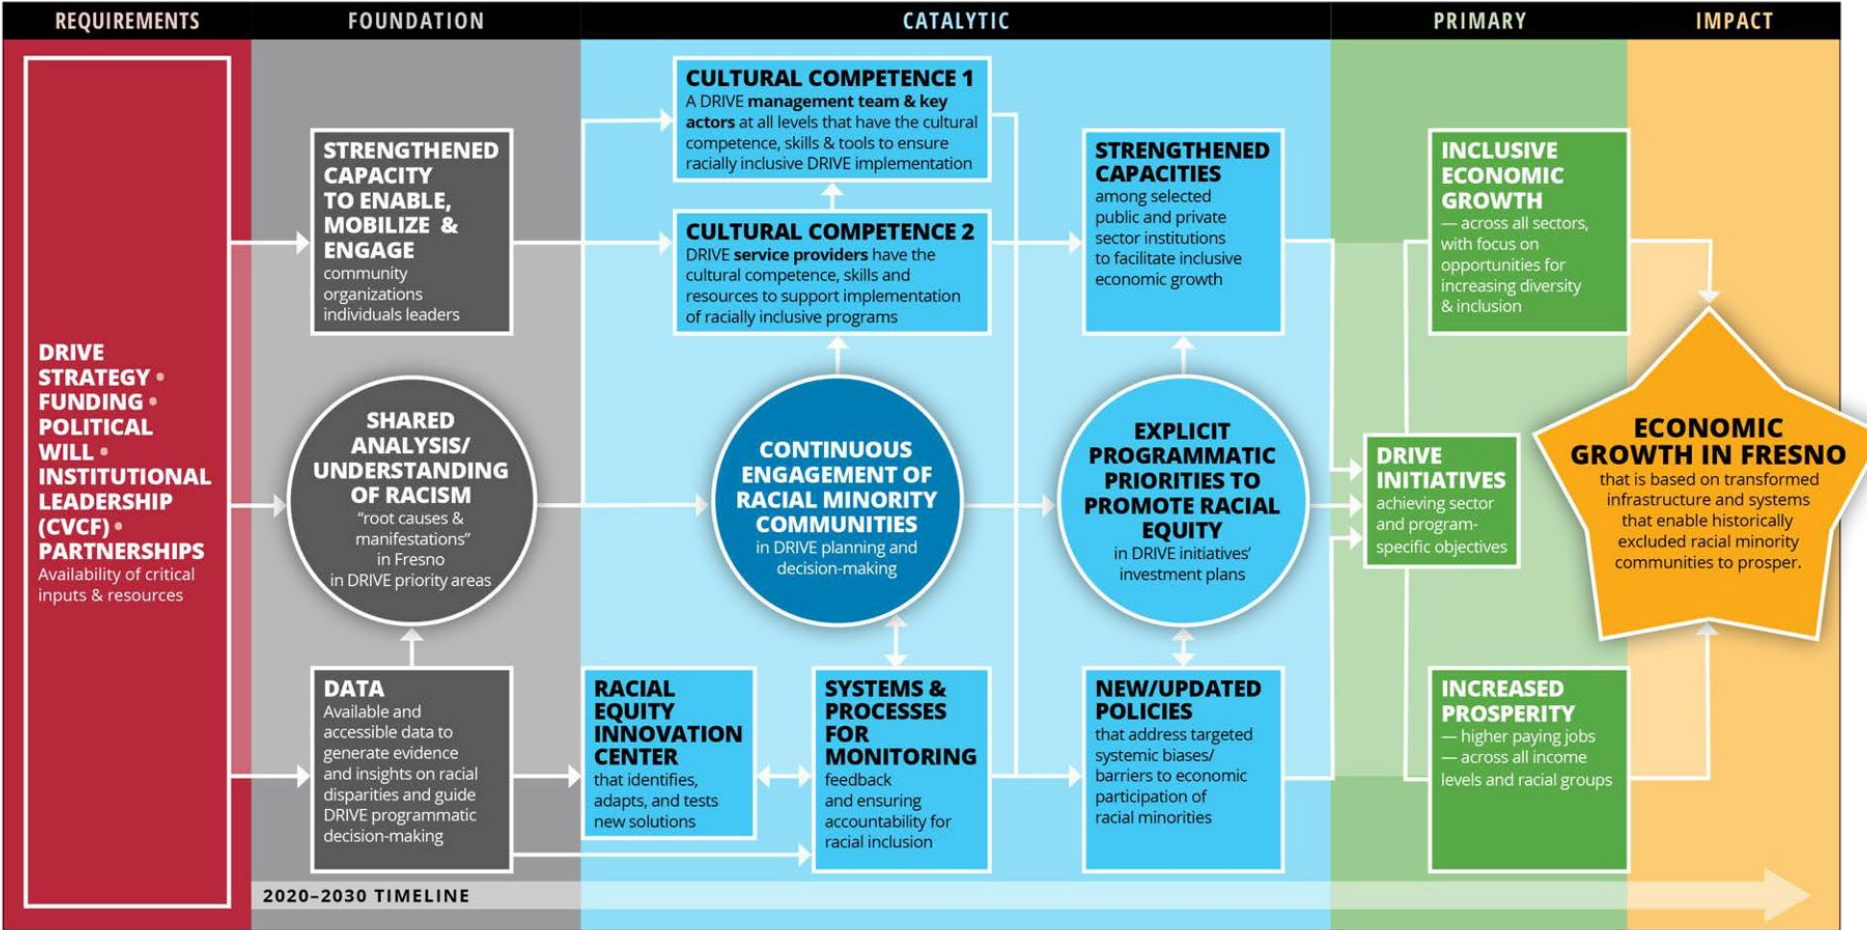 REQUIREMENTS
FOUNDATION
CATALYTIC
PRIMARY
IMPACT
DRIVE
STRATEGY •
FUNDING •
POLITICAL
WILL •
INSTITUTIONAL
LEADERSHIP
(CVCF) •
PARTNERSHIPS
Availability of critical
inputs & resources
STRENGTHENED
CAPACITY
TO ENABLE,
MOBILIZE &
ENGAGE
community
organizations
individuals leaders
SHARED
ANALYSIS/
UNDERSTANDING
OF RACISM
“root causes &
manifestations”
in Fresno
in DRIVE priority areas
DATA
Available and
accessible data to
generate evidence
and insights on racial
disparities and guide
DRIVE programmatic
decision-making
CULTURAL COMPETENCE 1
A DRIVE management team & key
actors at all levels that have the cultural
competence, skills & tools to ensure
racially inclusive DRIVE implementation
CULTURAL COMPETENCE 2
DRIVE service providers have the
cultural competence, skills and
resources to support implementation
of racially inclusive programs
CONTINUOUS
ENGAGEMENT OF
RACIAL MINORITY
COMMUNITIES
in DRIVE planning and
decision-making
RACIAL
EQUITY
INNOVATION
CENTER
that identifies,
adapts, and tests
new solutions
SYSTEMS &
PROCESSES
FOR
MONITORING
feedback
and ensuring
accountability for
racial inclusion
STRENGTHENED
CAPACITIES
among selected
public and private
sector institutions
to facilitate inclusive
economic growth
EXPLICIT
PROGRAMMATIC
PRIORITIES TO
PROMOTE RACIAL
EQUITY
in DRIVE initiatives’
investment plans
NEW/UPDATED
POLICIES
that address targeted
systemic biases/
barriers to economic
participation of
racial minorities
INCLUSIVE
ECONOMIC
GROWTH
— across all sectors,
with focus on
opportunities for
increasing diversity
& inclusion
DRIVE
INITIATIVES
achieving sector
and program-
specific objectives
INCREASED
PROSPERITY
— higher paying jobs
— across all income
levels and racial groups
ECONOMIC
GROWTH IN FRESNO
that is based on transformed
infrastructure and systems
that enable historically
excluded racial minority
communities to prosper.
2020–2030 TIMELINE